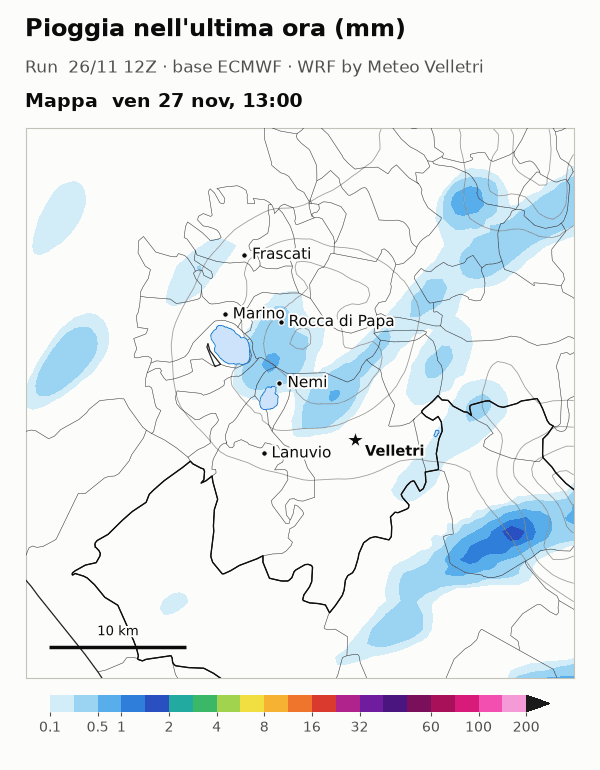 Pioggia nell'ultima ora (mm)
Run  26/11 12Z · base ECMWF · WRF by Meteo Velletri
Mappa  ven 27 nov, 13:00
Frascati
Marino
Rocca di Papa
Nemi
Velletri
Lanuvio
10 km
0.1 0.5 1 2 4 8 16 32 60 100 200